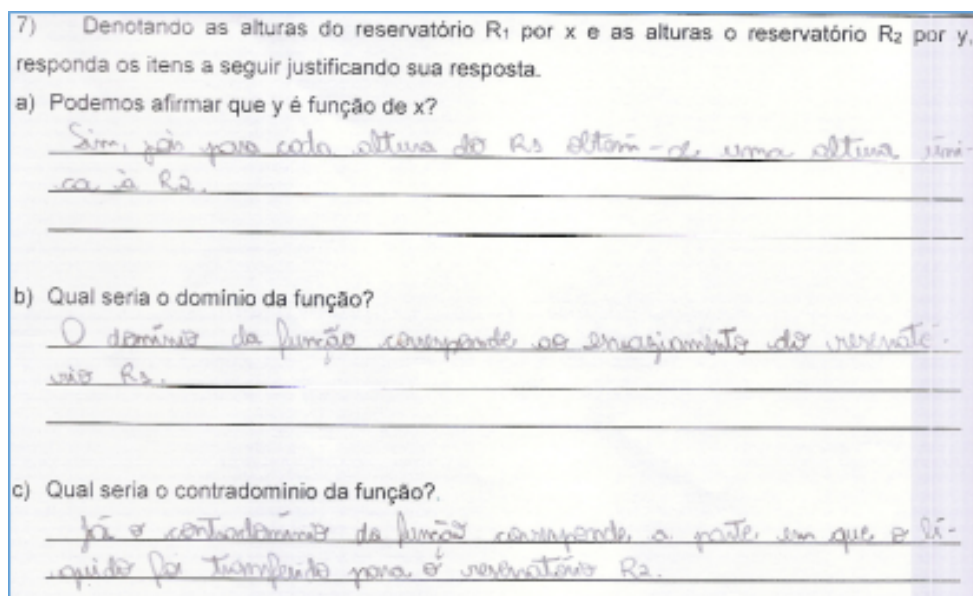 7) Denotando as alturas do reservatório R₁ por x e as alturas o reservatório R₂ por y,
responda os itens a seguir justificando sua resposta.
a) Podemos afirmar que y é função de x?
Sim, pois para cada altura do R1 obtem-se uma altura úni-
ca à R2.
b) Qual seria o domínio da função?
O domínio da função corresponde ao esvaziamento do reservató-
rio R1.
c) Qual seria o contradomínio da função?.
Já o contradomínio da função corresponde a parte em que o lí-
quido foi transferido para o reservatório R2.